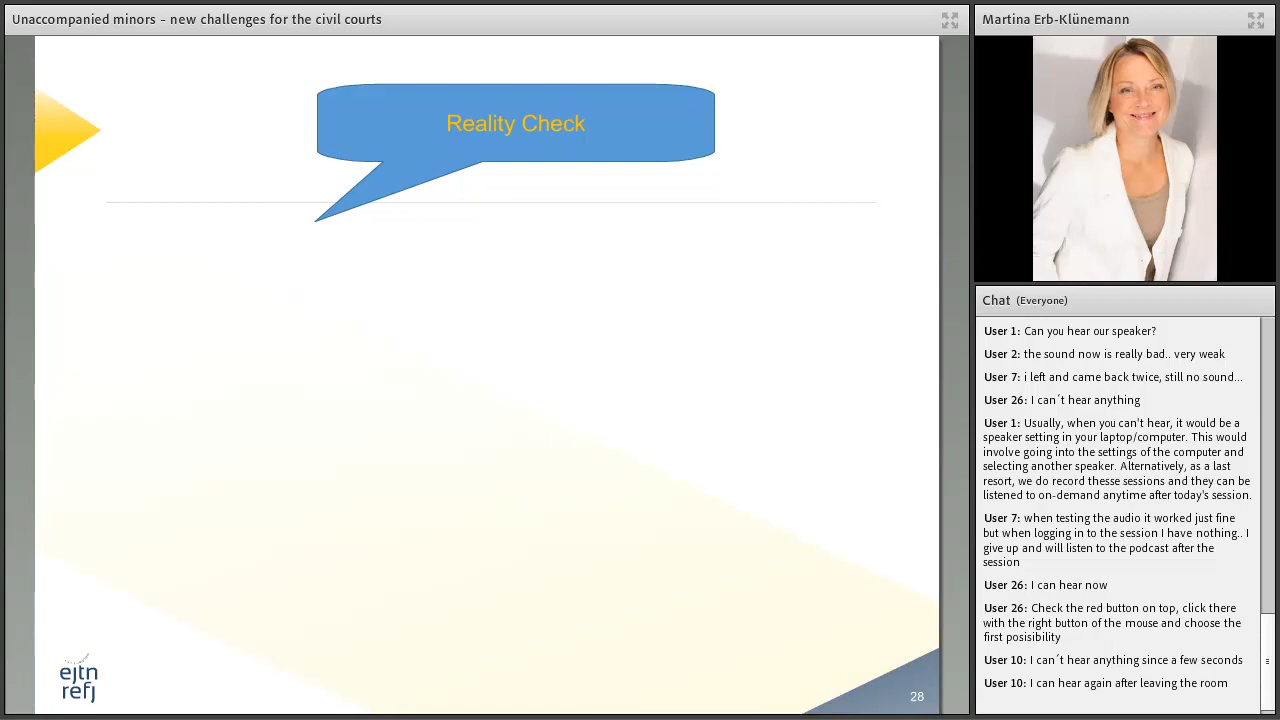 Unaccompanied minors - new challenges for the civil courts
Reality Check
ejtn
refj
28
Martina Erb-Klünemann
Chat (Everyone)
User 1: Can you hear our speaker?
User 2: the sound now is really bad.. very weak
User 7: i left and came back twice, still no sound...
User 26: I can´t hear anything
User 1: Usually, when you can't hear, it would be a
speaker setting in your laptop/computer. This would
involve going into the settings of the computer and
selecting another speaker. Alternatively, as a last
resort, we do record thesse sessions and they can be
listened to on-demand anytime after today's session.
User 7: when testing the audio it worked just fine
but when logging in to the session I have nothing.. I
give up and will listen to the podcast after the
session
User 26: I can hear now
User 26: Check the red button on top, click there
with the right button of the mouse and choose the
first posisibility
User 10: I can´t hear anything since a few seconds
User 10: I can hear again after leaving the room